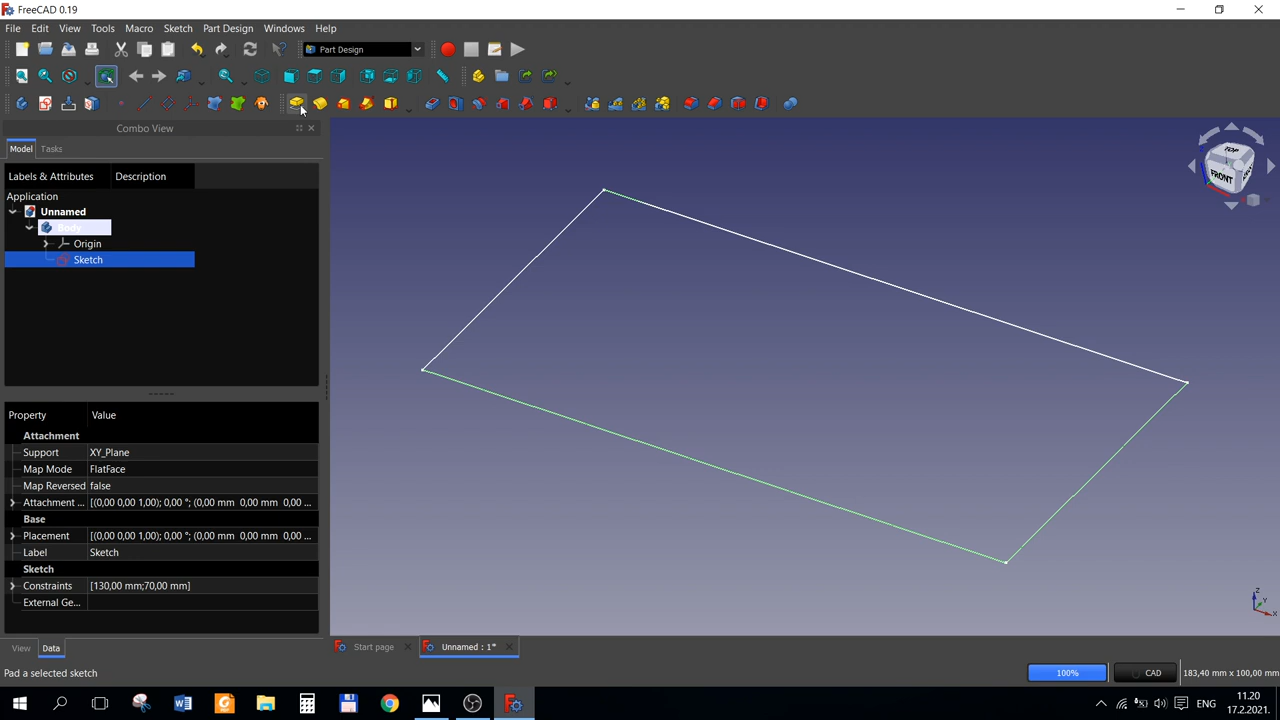 FreeCAD 0.19
File Edit View Tools Macro Sketch Part Design Windows Help
Part Design
Combo View
Model Tasks
Labels & Attributes Description
Application
Unnamed
Body
Origin
Sketch
TOP
FRONT
Property Value
Attachment
Support XY_Plane
Map Mode FlatFace
Map Reversed false
Attachment ... [(0,00 0,00 1,00); 0,00 °; (0,00 mm 0,00 mm 0,00 ...
Base
Placement [(0,00 0,00 1,00); 0,00 °; (0,00 mm 0,00 mm 0,00 ...
Label Sketch
Sketch
Constraints [130,00 mm;70,00 mm]
External Ge...
Z
Y
X
View Data
Start page Unnamed : 1*
Pad a selected sketch 100% CAD 183,40 mm x 100,00 mm
ENG 11.20
17.2.2021.